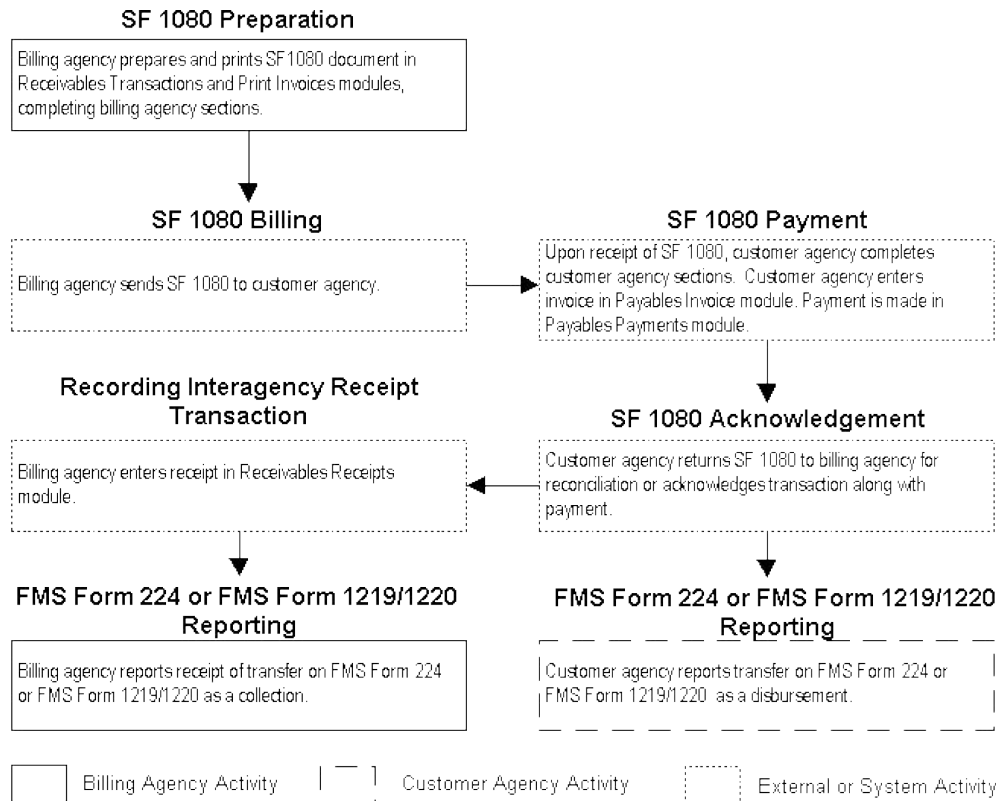 SF 1080 Preparation
Billing agency prepares and prints SF1080 document in
Receivables Transactions and Print Invoices modules,
completing billing agency sections.
SF 1080 Billing
Billing agency sends SF 1080 to customer agency.
SF 1080 Payment
Upon receipt of SF 1080, customer agency completes
customer agency sections. Customer agency enters
invoice in Payables Invoice module. Payment is made in
Payables Payments module.
Recording Interagency Receipt
Transaction
Billing agency enters receipt in Receivables Receipts
module.
SF 1080 Acknowledgement
Customer agency returns SF 1080 to billing agency for
reconciliation or acknowledges transaction along with
payment.
FMS Form 224 or FMS Form 1219/1220
Reporting
Billing agency reports receipt of transfer on FMS Form 224
or FMS Form 1219/1220 as a collection.
FMS Form 224 or FMS Form 1219/1220
Reporting
Customer agency reports transfer on FMS Form 224 or
FMS Form 1219/1220 as a disbursement.
Billing Agency Activity
Customer Agency Activity
External or System Activity